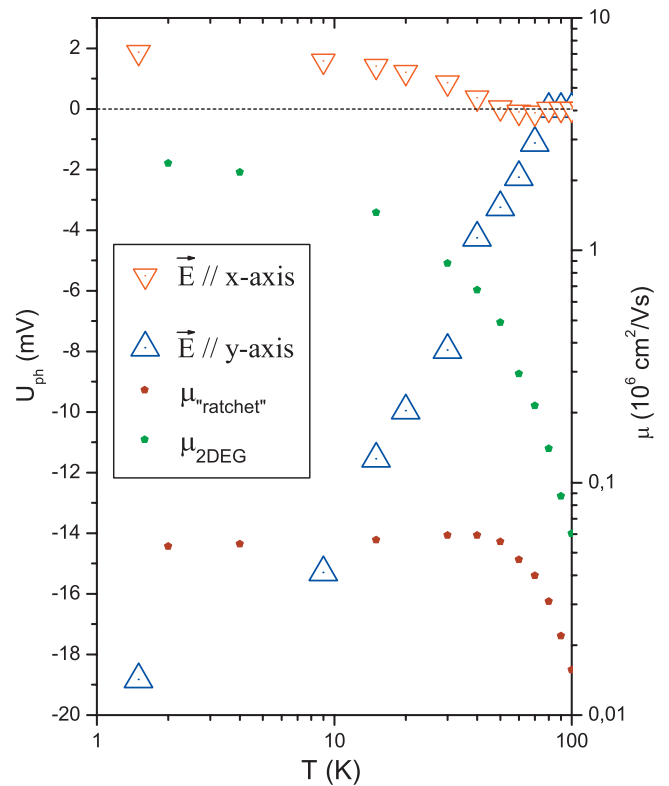 2
0
-2
-4
-6
-8
-10
-12
-14
-16
-18
-20
U_ph (mV)
10
1
0,1
0,01
μ (10^6 cm^2/Vs)
E⃗ // x-axis
E⃗ // y-axis
μ_"ratchet"
μ_2DEG
1 10 100
T (K)